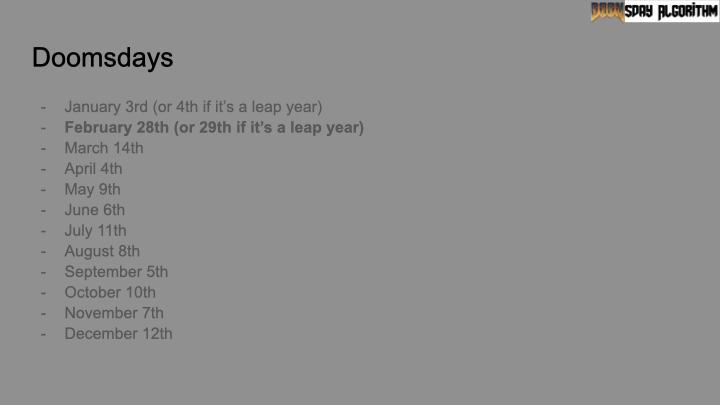 DOOMSDAY ALGORITHM
Doomsdays
- January 3rd (or 4th if it's a leap year)
- February 28th (or 29th if it’s a leap year)
- March 14th
- April 4th
- May 9th
- June 6th
- July 11th
- August 8th
- September 5th
- October 10th
- November 7th
- December 12th